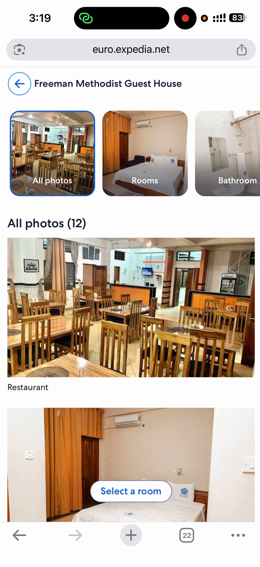 3:19
83
euro.expedia.net
Freeman Methodist Guest House
All photos
Rooms
Bathroom
All photos (12)
Restaurant
Select a room
22